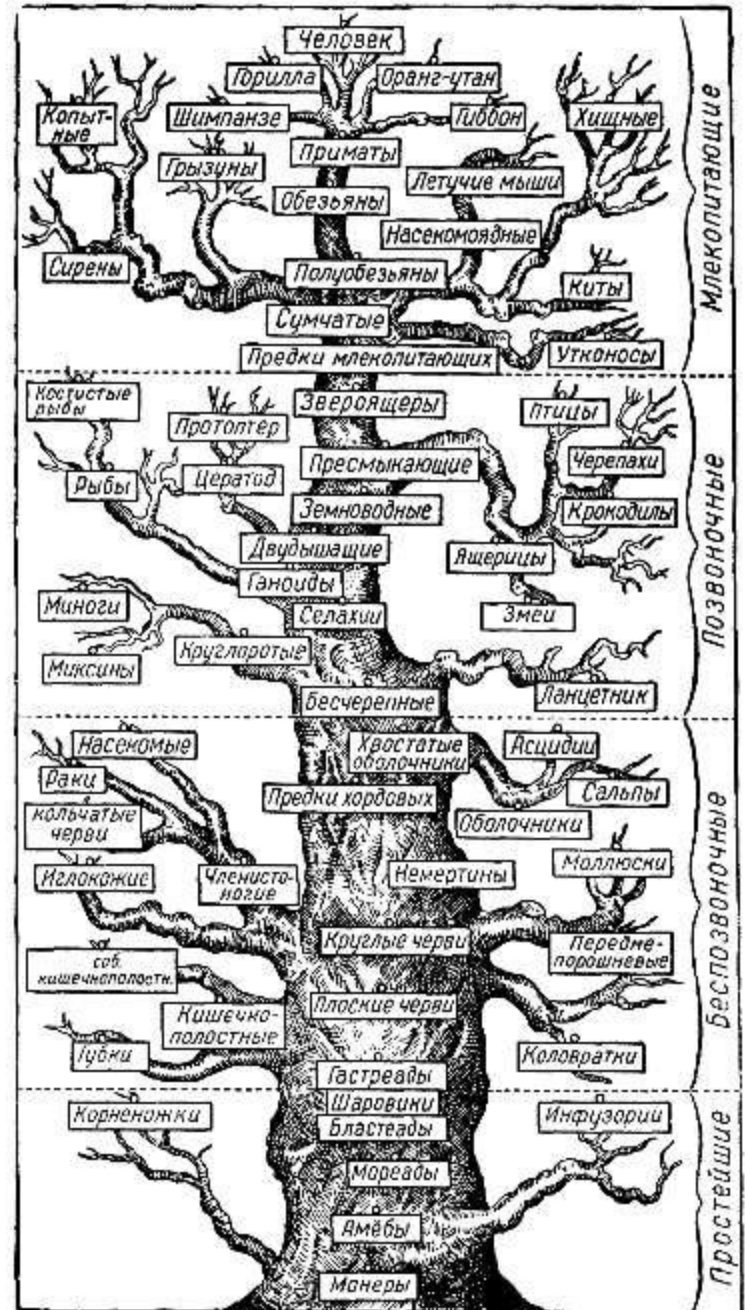 Человек
Горилла
Оранг-утан
Копыт-
ные
Шимпанзе
Гиббон
Хищные
Приматы
Грызуны
Летучие мыши
Обезьяны
Насекомоядные
Сирены
Полуобезьяны
Киты
Сумчатые
Предки млекопитающих
Утконосы
Млекопитающие
Костистые
рыбы
Звероящеры
Птицы
Протоптер
Рыбы
Цератод
Пресмыкающие
Черепахи
Земноводные
Крокодилы
Двудышащие
Ящерицы
Ганоиды
Миноги
Селахии
Змеи
Круглоротые
Миксины
Бесчерепные
Ланцетник
Позвоночные
Насекомые
Хвостатые
оболочники
Асцидии
Раки
Сальпы
Предки хордовых
кольчатые
черви
Оболочники
Иглокожие
Членисто-
ногие
Немертины
Моллюски
Круглые черви
Передне-
порошневые
соб.
кишечнополостн.
Плоские черви
Кишечно-
полостные
Губки
Коловратки
Гастреады
Беспозвоночные
Шаровики
Корненожки
Инфузории
Бластеады
Мореады
Амёбы
Монеры
Простейшие